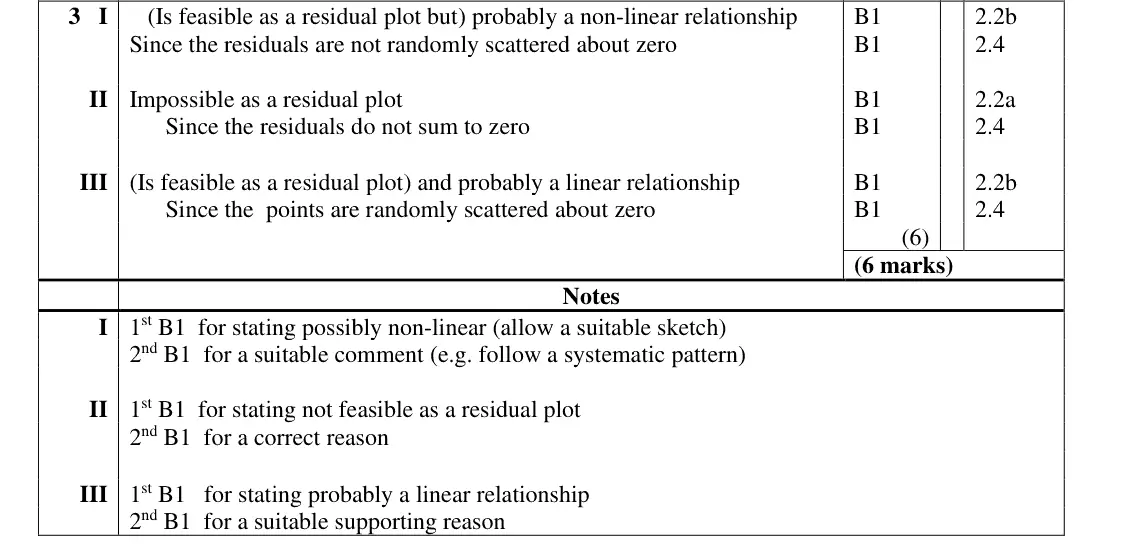 3 I (Is feasible as a residual plot but) probably a non-linear relationship B1 2.2b
Since the residuals are not randomly scattered about zero B1 2.4
II Impossible as a residual plot B1 2.2a
Since the residuals do not sum to zero B1 2.4
III (Is feasible as a residual plot) and probably a linear relationship B1 2.2b
Since the points are randomly scattered about zero B1 2.4
(6)
(6 marks)
Notes
I 1st B1 for stating possibly non-linear (allow a suitable sketch)
2nd B1 for a suitable comment (e.g. follow a systematic pattern)
II 1st B1 for stating not feasible as a residual plot
2nd B1 for a correct reason
III 1st B1 for stating probably a linear relationship
2nd B1 for a suitable supporting reason